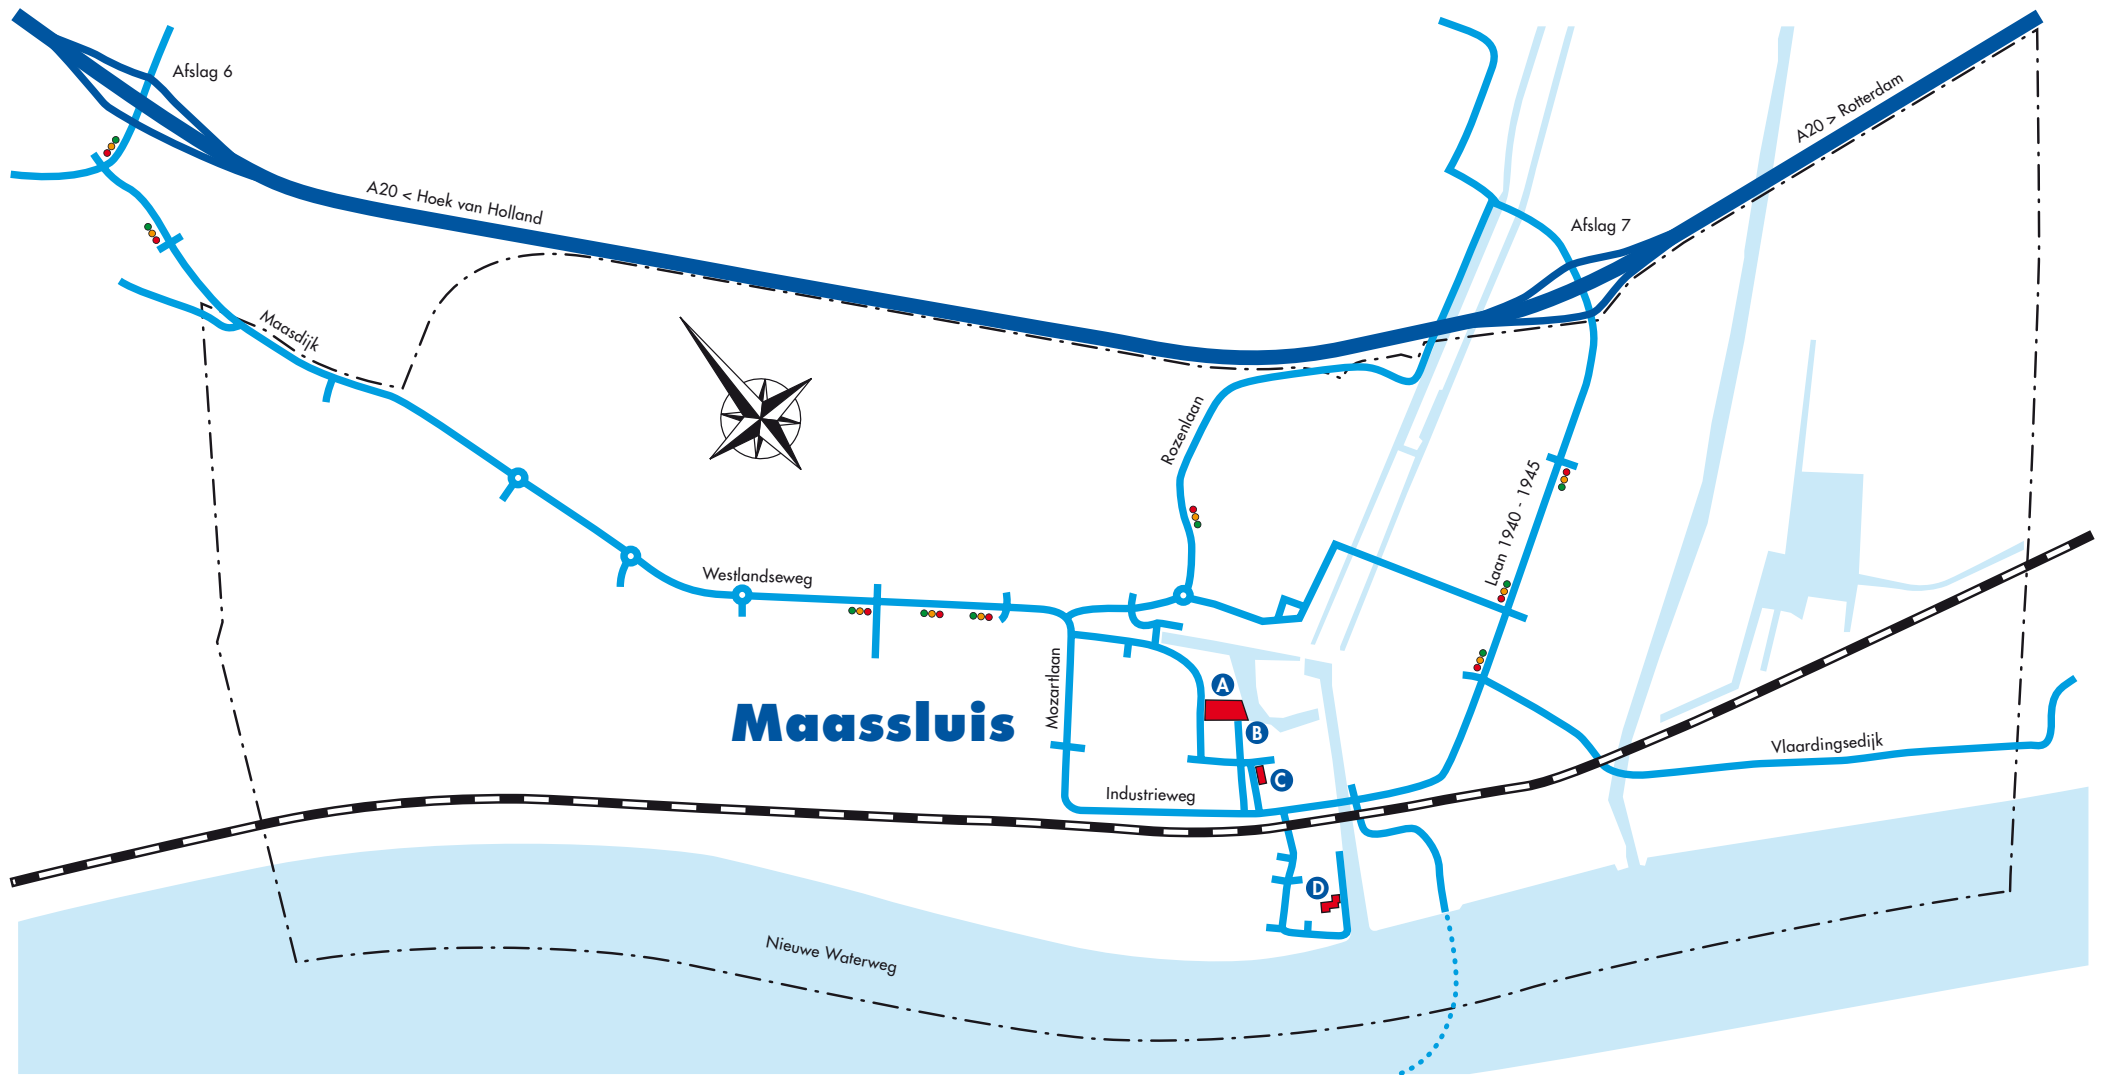 Afslag 6
A20 > Rotterdam
A20 < Hoek van Holland
Afslag 7
Maasdijk
Rozenlaan
Laan 1940 - 1945
Westlandseweg
Mozartlaan
A
Maassluis
B
Vlaardingsedijk
C
Industrieweg
D
Nieuwe Waterweg